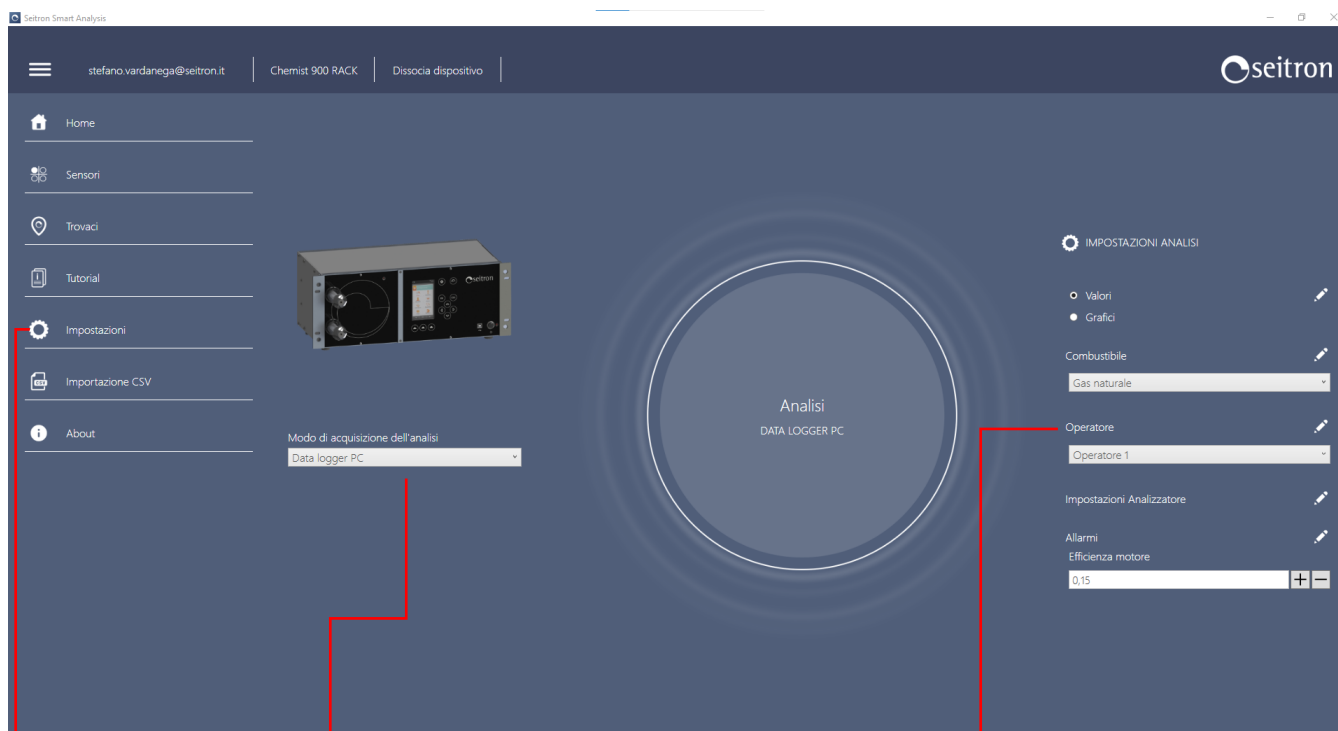 Seitron Smart Analysis
stefano.vardanega@seitron.it
Chemist 900 RACK
Dissocia dispositivo
seitron
Home
Sensori
Trovaci
Tutorial
Impostazioni
Importazione CSV
About
seitron
Modo di acquisizione dell'analisi
Data logger PC
Analisi
DATA LOGGER PC
IMPOSTAZIONI ANALISI
Valori
Grafici
Combustibile
Gas naturale
Operatore
Operatore 1
Impostazioni Analizzatore
Allarmi
Efficienza motore
0,15